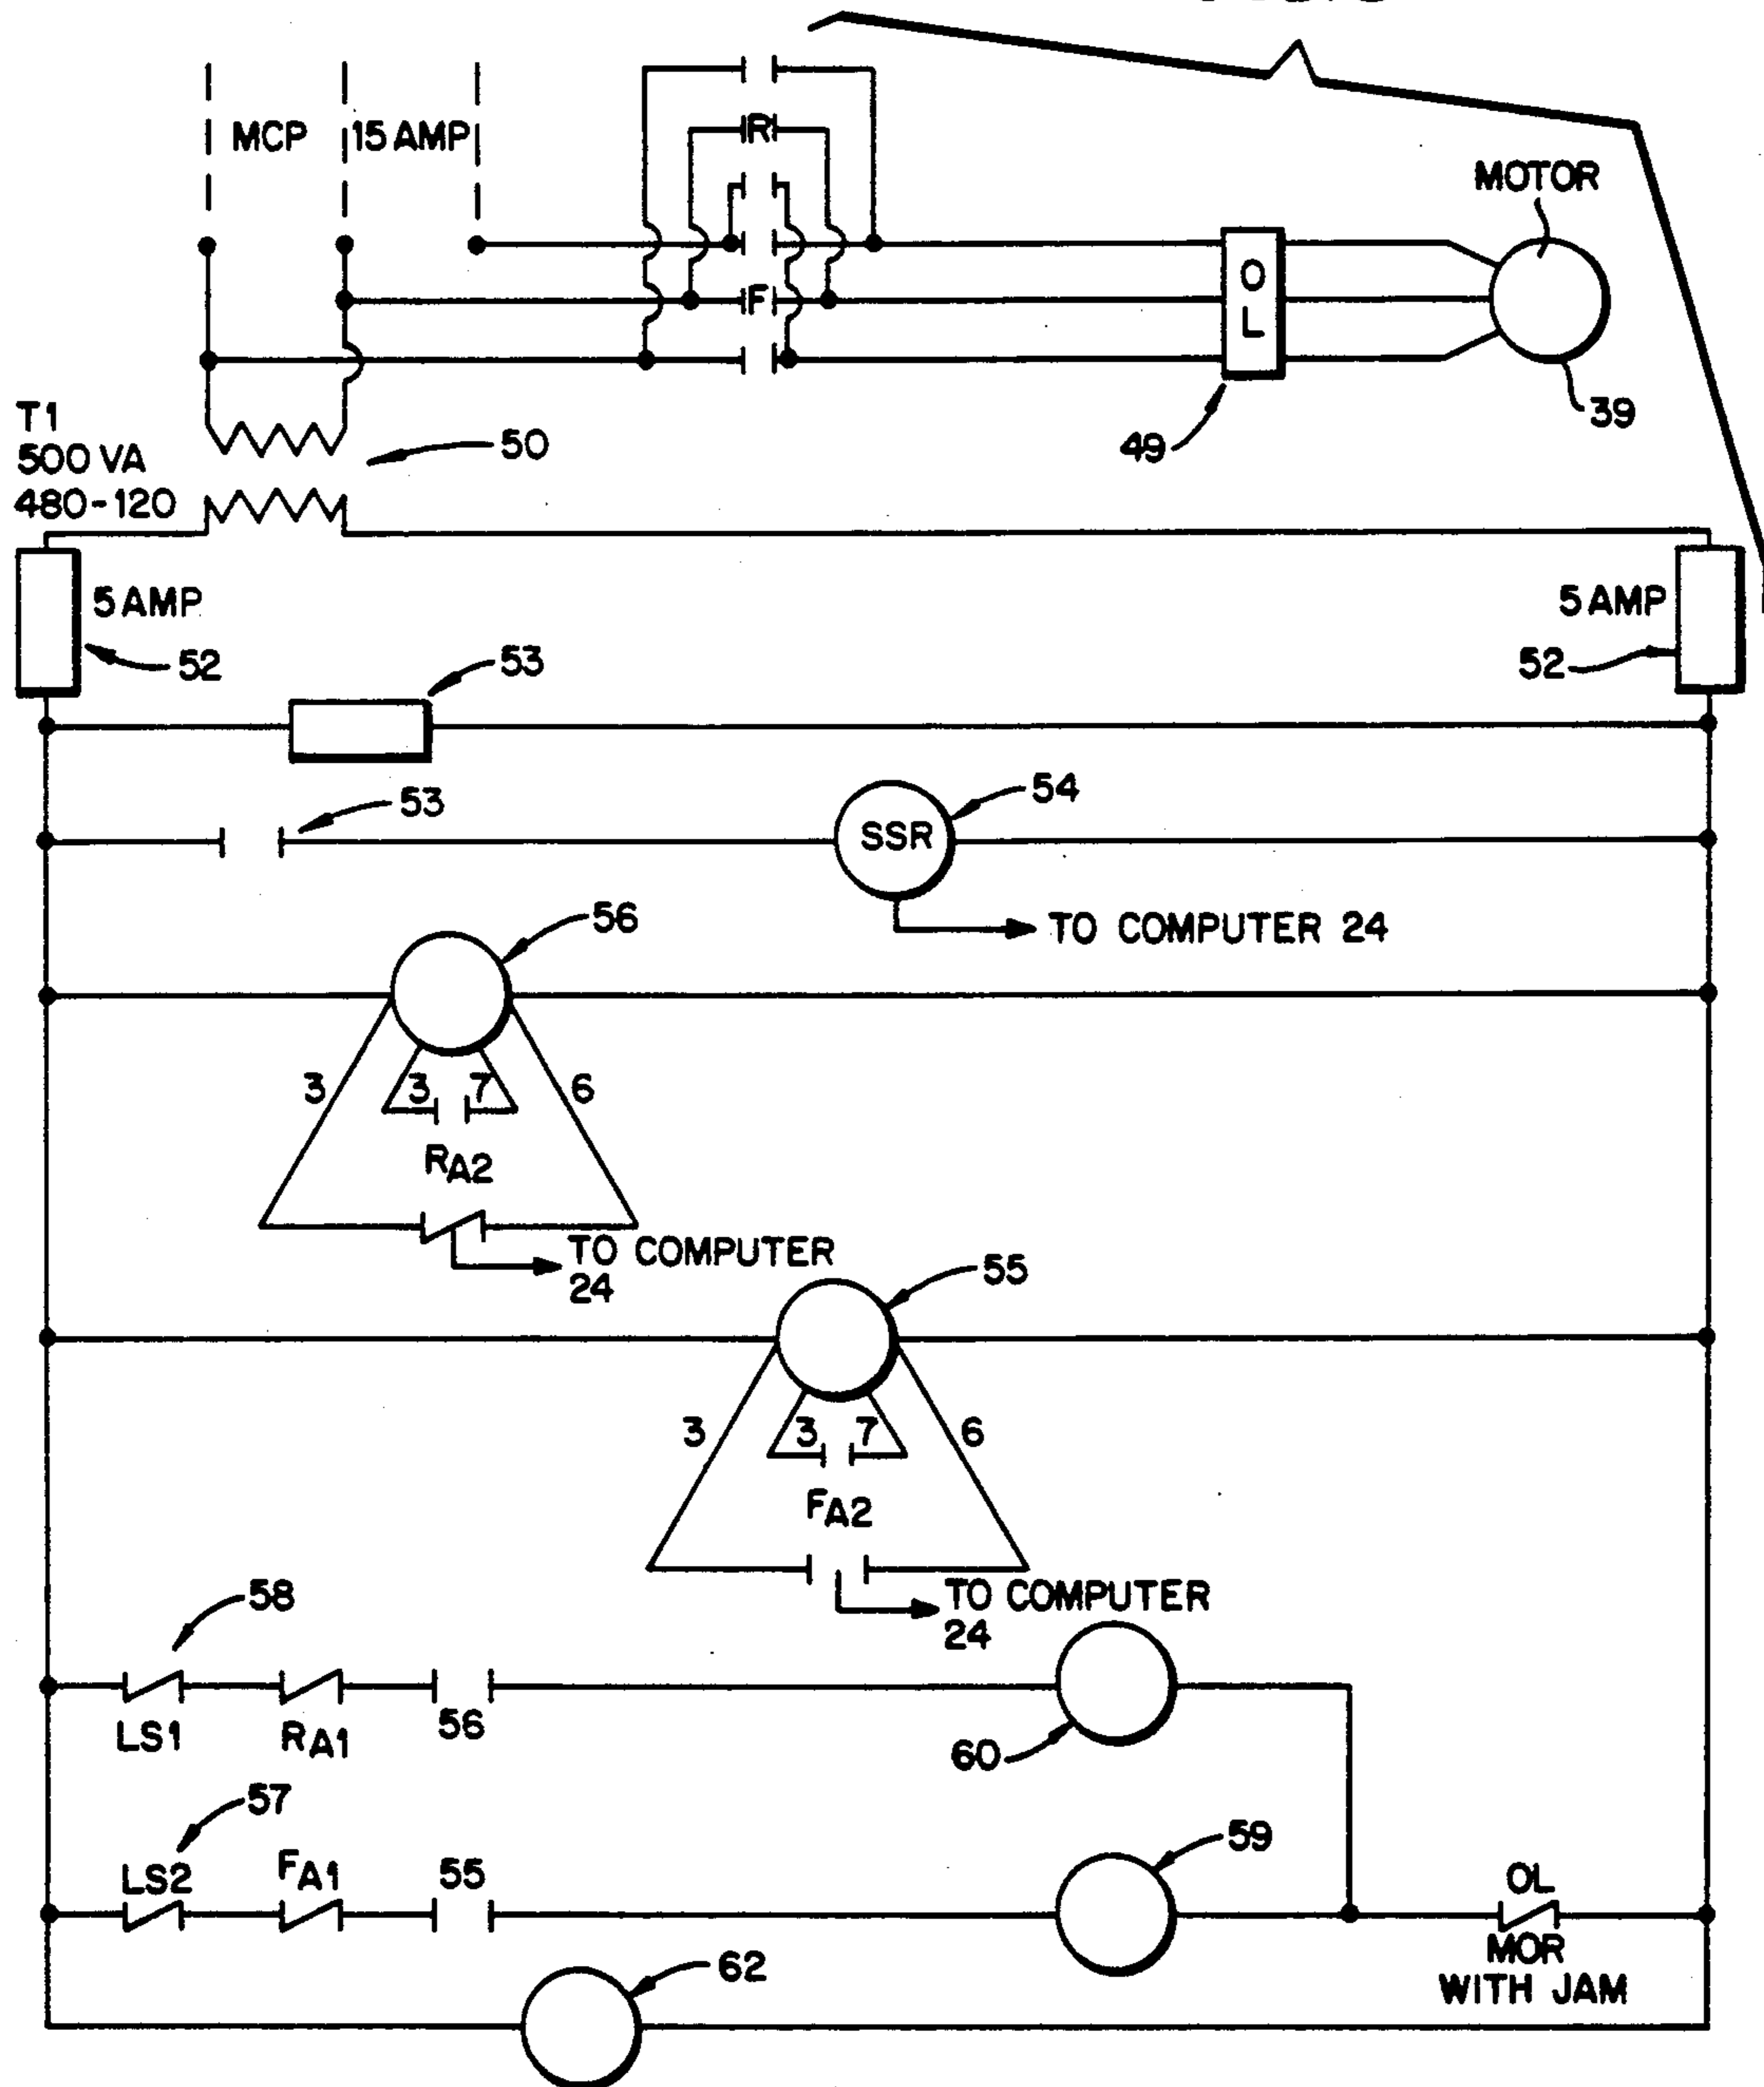 MCP
15 AMP
R
MOTOR
F
O
L
39
49
T1
500 VA
480-120
50
5 AMP
5 AMP
52
52
53
53
54
SSR
TO COMPUTER 24
56
3
3
7
6
RA2
TO COMPUTER
24
55
3
3
7
6
FA2
TO COMPUTER
24
58
LS1
RA1
56
60
57
LS2
FA1
55
59
OL
MOR
WITH JAM
62